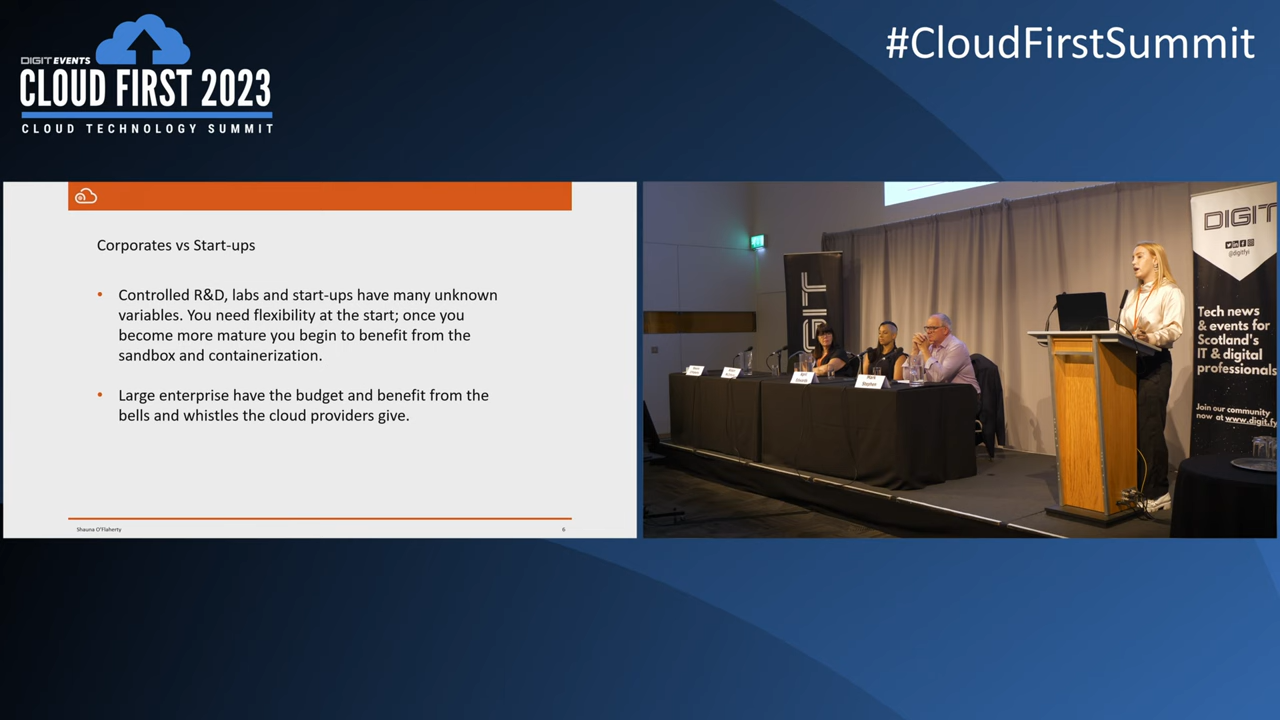 DIGIT EVENTS
CLOUD FIRST 2023
CLOUD TECHNOLOGY SUMMIT
#CloudFirstSummit
Corporates vs Start-ups
• Controlled R&D, labs and start-ups have many unknown
variables. You need flexibility at the start; once you
become more mature you begin to benefit from the
sandbox and containerization.
• Large enterprise have the budget and benefit from the
bells and whistles the cloud providers give.
Shauna O'Flaherty
6
DIGIT
Mark
Stephen
DIGIT
@digitfyi
Tech news
& events for
Scotland's
IT & digital
professionals
Join our community
now at www.digit.fy